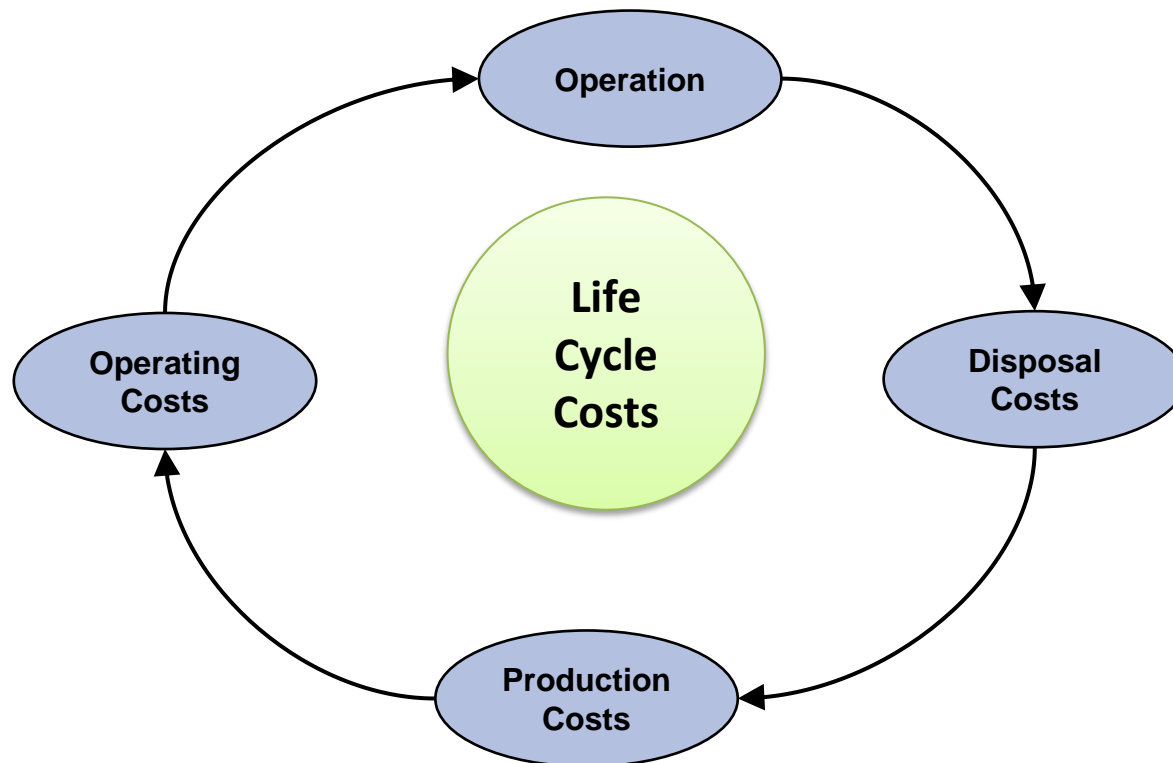 Operation
Life
Cycle
Costs
Operating
Costs
Disposal
Costs
Production
Costs